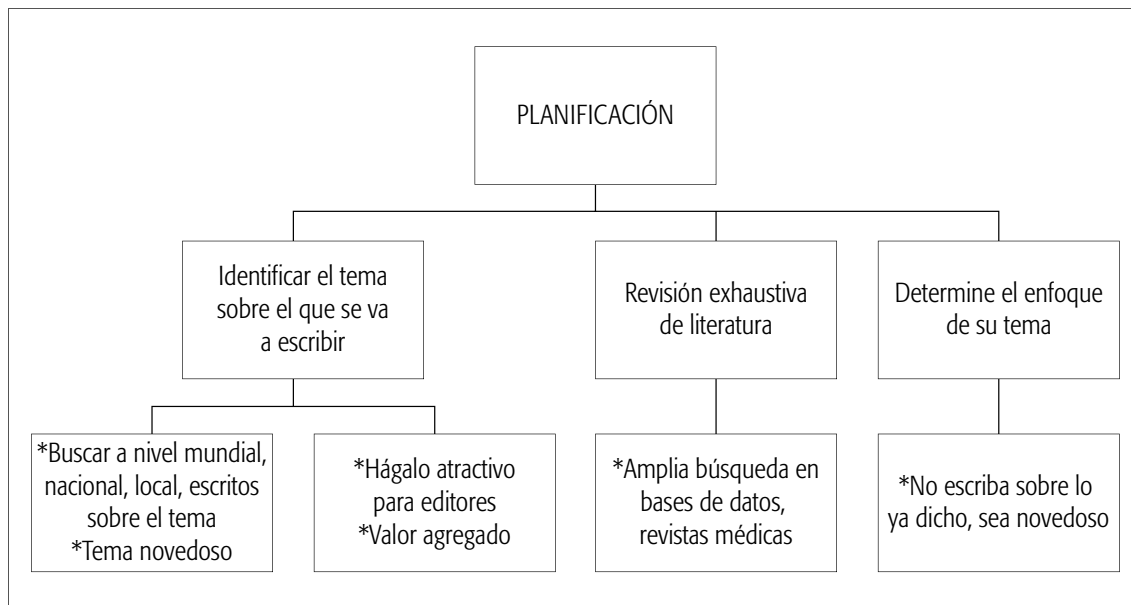 PLANIFICACIÓN
Identificar el tema
sobre el que se va
a escribir
Revisión exhaustiva
de literatura
Determine el enfoque
de su tema
*Buscar a nivel mundial,
nacional, local, escritos
sobre el tema
*Tema novedoso
*Hágalo atractivo
para editores
*Valor agregado
*Amplia búsqueda en
bases de datos,
revistas médicas
*No escriba sobre lo
ya dicho, sea novedoso